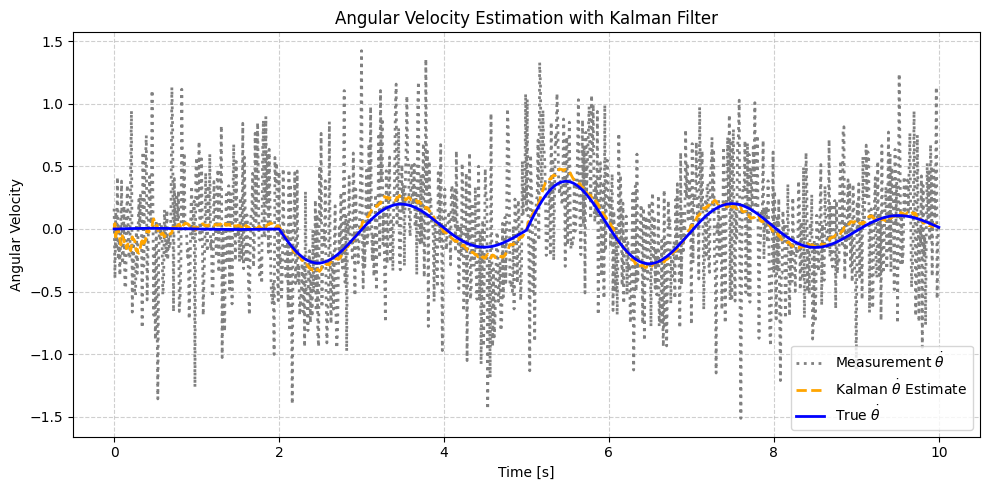 Angular Velocity Estimation with Kalman Filter
Angular Velocity
1.5
1.0
0.5
0.0
−0.5
−1.0
−1.5
0
2
4
6
8
10
Time [s]
Measurement θ̇
Kalman θ̇ Estimate
True θ̇